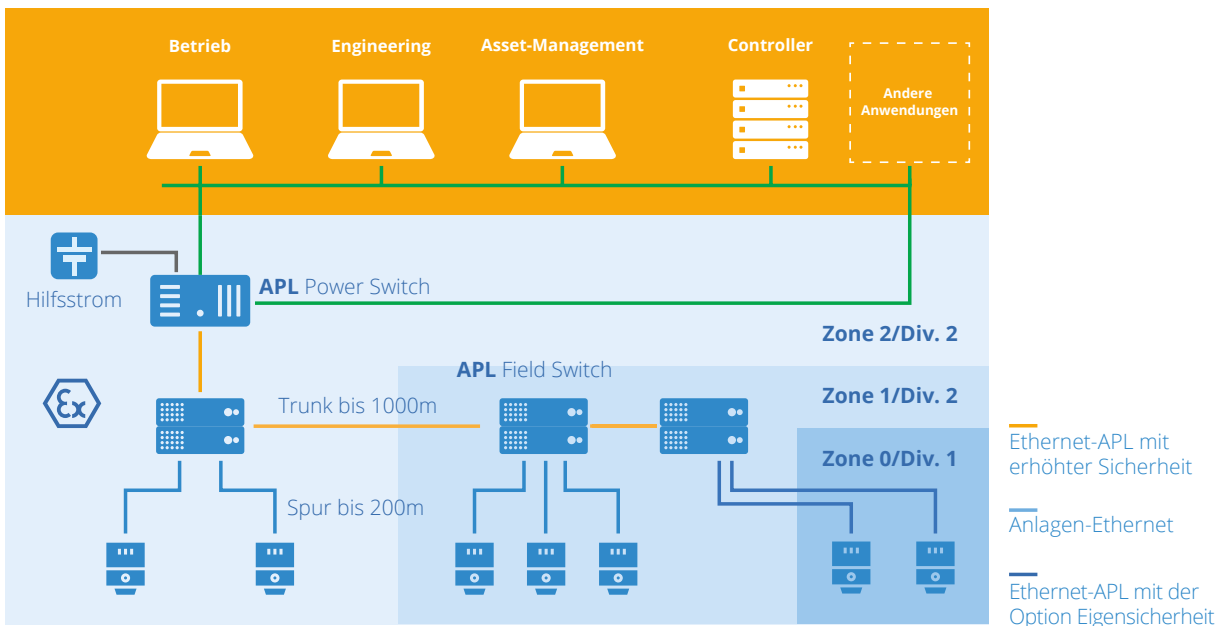 Betrieb
Engineering
Asset-Management
Controller
Andere
Anwendungen
Hilfsstrom
APL Power Switch
Zone 2/Div. 2
APL Field Switch
Ex
Trunk bis 1000m
Zone 1/Div. 2
Zone 0/Div. 1
Spur bis 200m
Ethernet-APL mit
erhöhter Sicherheit
Anlagen-Ethernet
Ethernet-APL mit der
Option Eigensicherheit